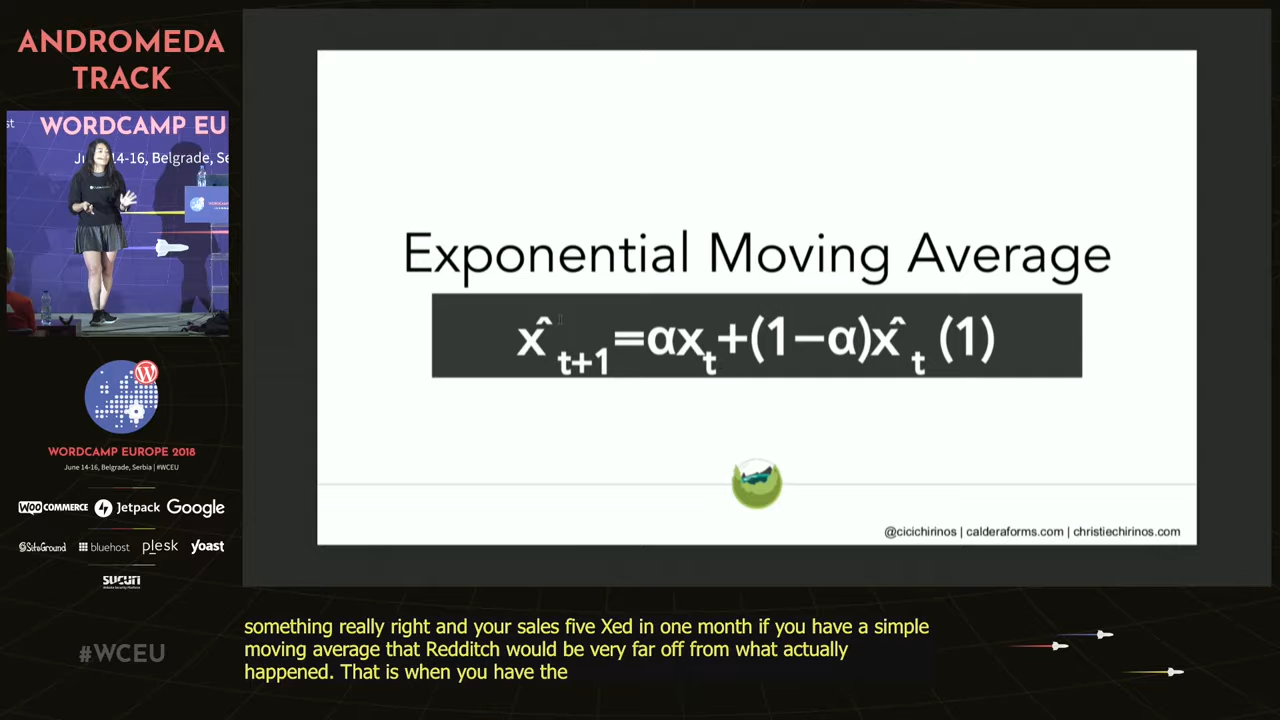 ANDROMEDA
TRACK
st
WORDCAMP EU
14-16, Belgrade, Se
WORDCAMP EUROPE 2018
June 14-16, Belgrade, Serbia | #WCEU
WOO COMMERCE Jetpack Google
SiteGround bluehost plesk yoast
sucuri
#WCEU
Exponential Moving Average
x̂ t+1=αxt+(1−α)x̂ t (1)
@cicichirinos | calderaforms.com | christiechirinos.com
something really right and your sales five Xed in one month if you have a simple
moving average that Redditch would be very far off from what actually
happened. That is when you have the